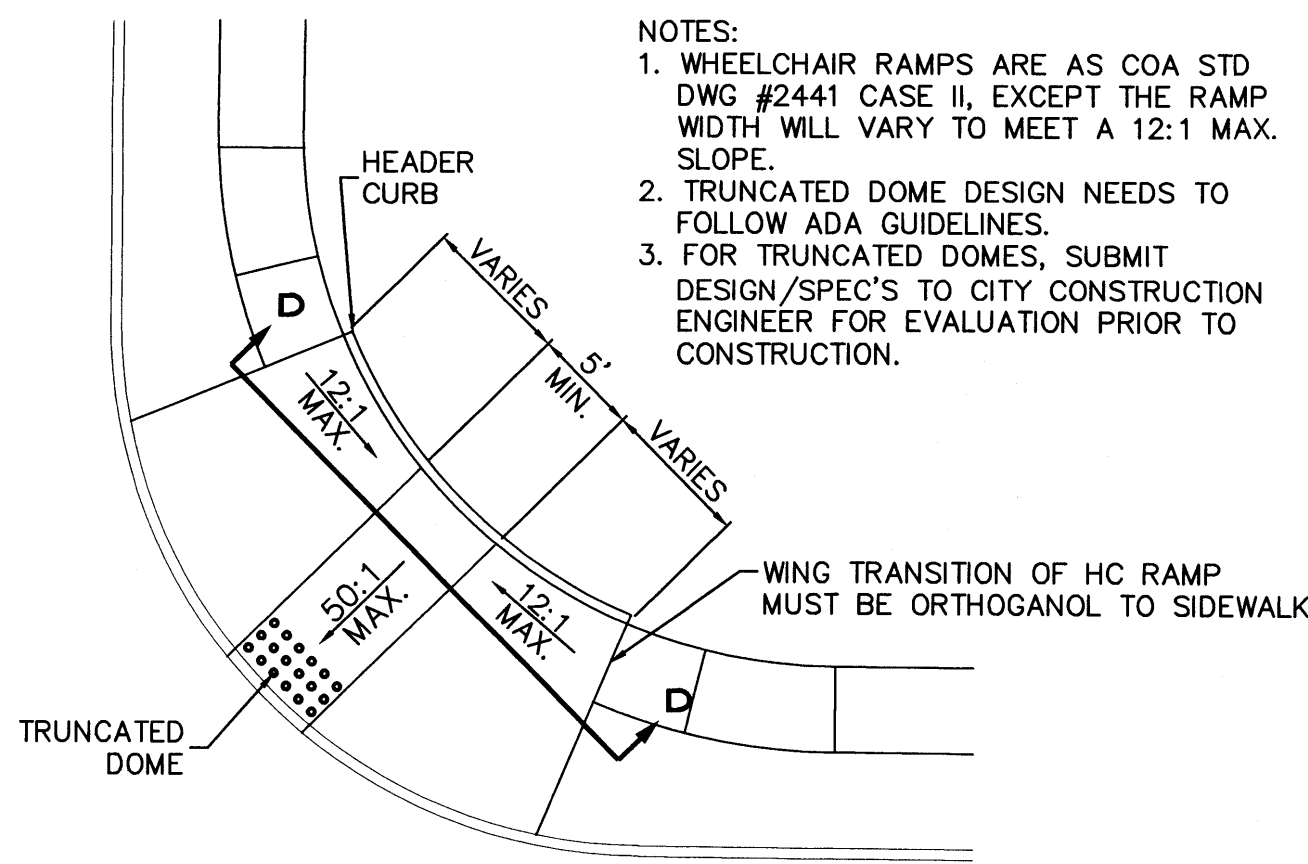 NOTES:
1. WHEELCHAIR RAMPS ARE AS COA STD
DWG #2441 CASE II, EXCEPT THE RAMP
WIDTH WILL VARY TO MEET A 12:1 MAX.
SLOPE.
2. TRUNCATED DOME DESIGN NEEDS TO
FOLLOW ADA GUIDELINES.
3. FOR TRUNCATED DOMES, SUBMIT
DESIGN/SPEC'S TO CITY CONSTRUCTION
ENGINEER FOR EVALUATION PRIOR TO
CONSTRUCTION.
HEADER
CURB
VARIES
5'
MIN.
VARIES
D
12:1
MAX.
50:1
MAX.
12:1
MAX.
WING TRANSITION OF HC RAMP
MUST BE ORTHOGANOL TO SIDEWALK
D
TRUNCATED
DOME